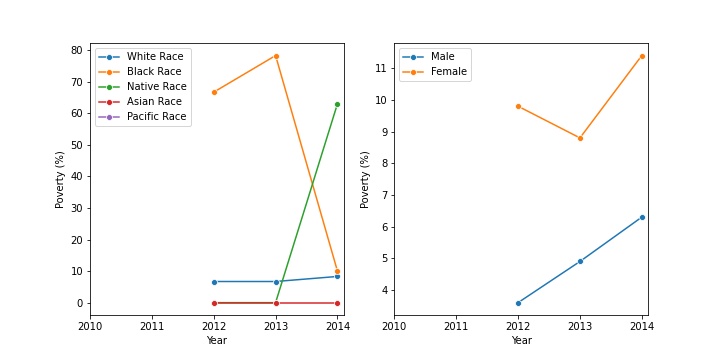 80
70
60
50
40
30
20
10
0
Poverty (%)
White Race
Black Race
Native Race
Asian Race
Pacific Race
2010 2011 2012 2013 2014
Year
11
10
9
8
7
6
5
4
Poverty (%)
Male
Female
2010 2011 2012 2013 2014
Year